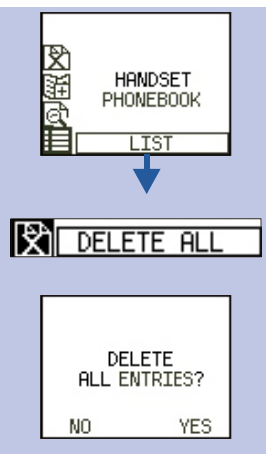 HANDSET
PHONEBOOK
LIST
DELETE ALL
DELETE
ALL ENTRIES?
NO YES